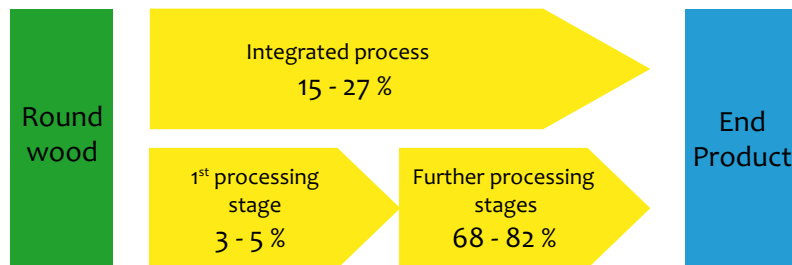 Round
wood
Integrated process
15 - 27 %
1st processing
stage
3 - 5 %
Further processing
stages
68 - 82 %
End
Product